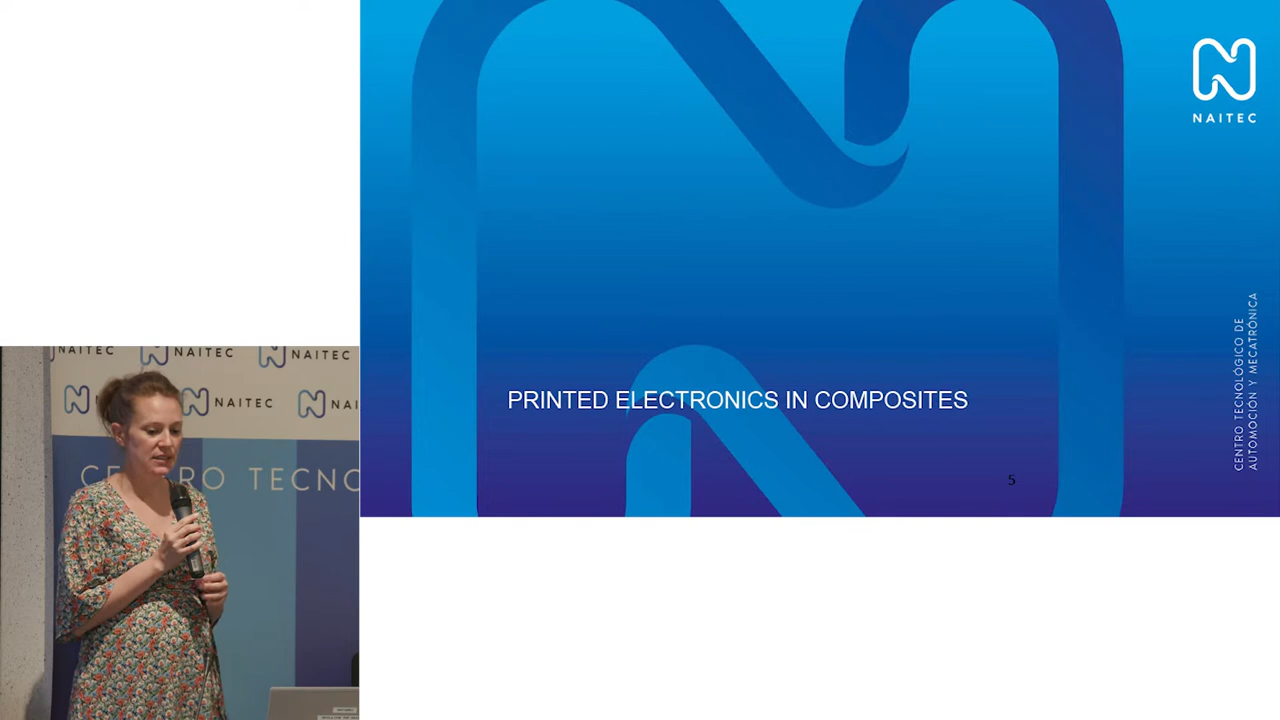 NAITEC
PRINTED ELECTRONICS IN COMPOSITES
CENTRO TECNOLÓGICO DE
AUTOMOCIÓN Y MECATRÓNICA
5
NAITEC NAITEC NAITEC
NAITEC NAI
CENTRO TECNO